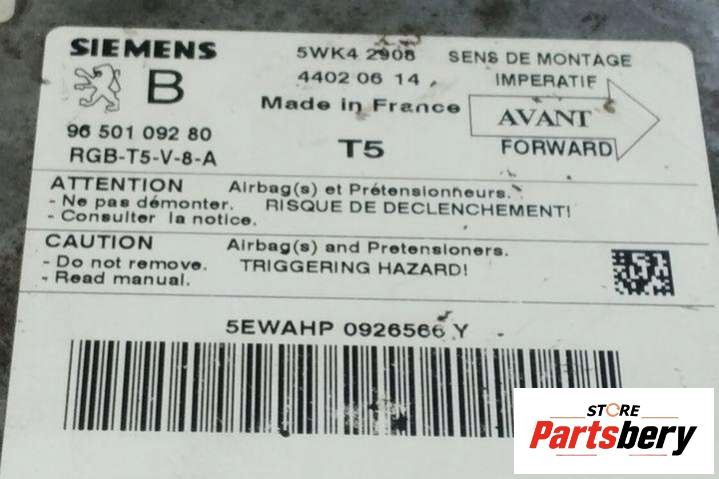 SIEMENS
5WK4 2908
SENS DE MONTAGE
B
4402 06 14
IMPERATIF
Made in France
AVANT
96 501 092 80
T5
FORWARD
RGB-T5-V-8-A
ATTENTION Airbag(s) et Prétensionneurs.
- Ne pas démonter. RISQUE DE DECLENCHEMENT!
- Consulter la notice.
CAUTION Airbag(s) and Pretensioners.
- Do not remove. TRIGGERING HAZARD!
- Read manual.
5EWAHP 0926566 Y
STORE
Partsbery